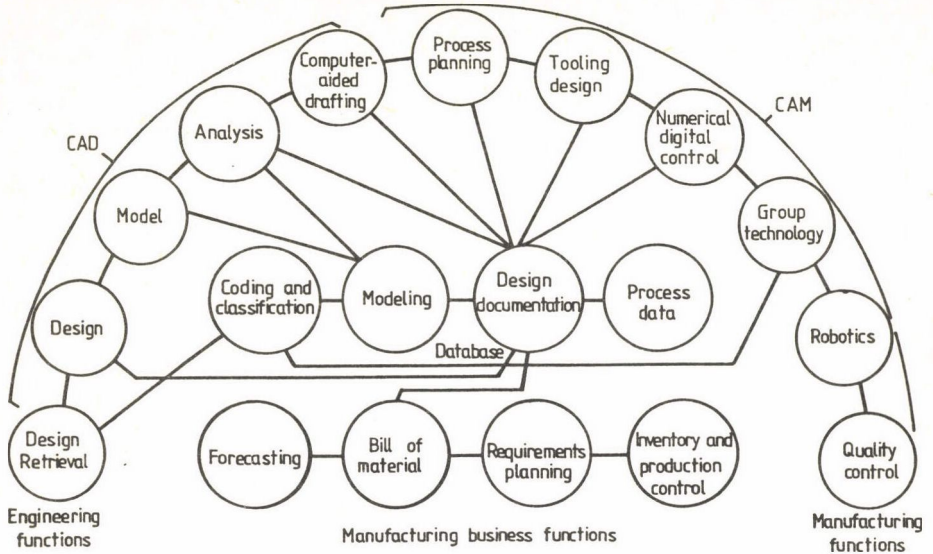 Computer-
aided
drafting
Process
planning
Tooling
design
CAD
Analysis
Numerical
digital
control
CAM
Model
Group
technology
Coding and
classification
Modeling
Design
documentation
Process
data
Design
Database
Robotics
Design
Retrieval
Forecasting
Bill of
material
Requirements
planning
Inventory and
production
control
Quality
control
Engineering
functions
Manufacturing business functions
Manufacturing
functions